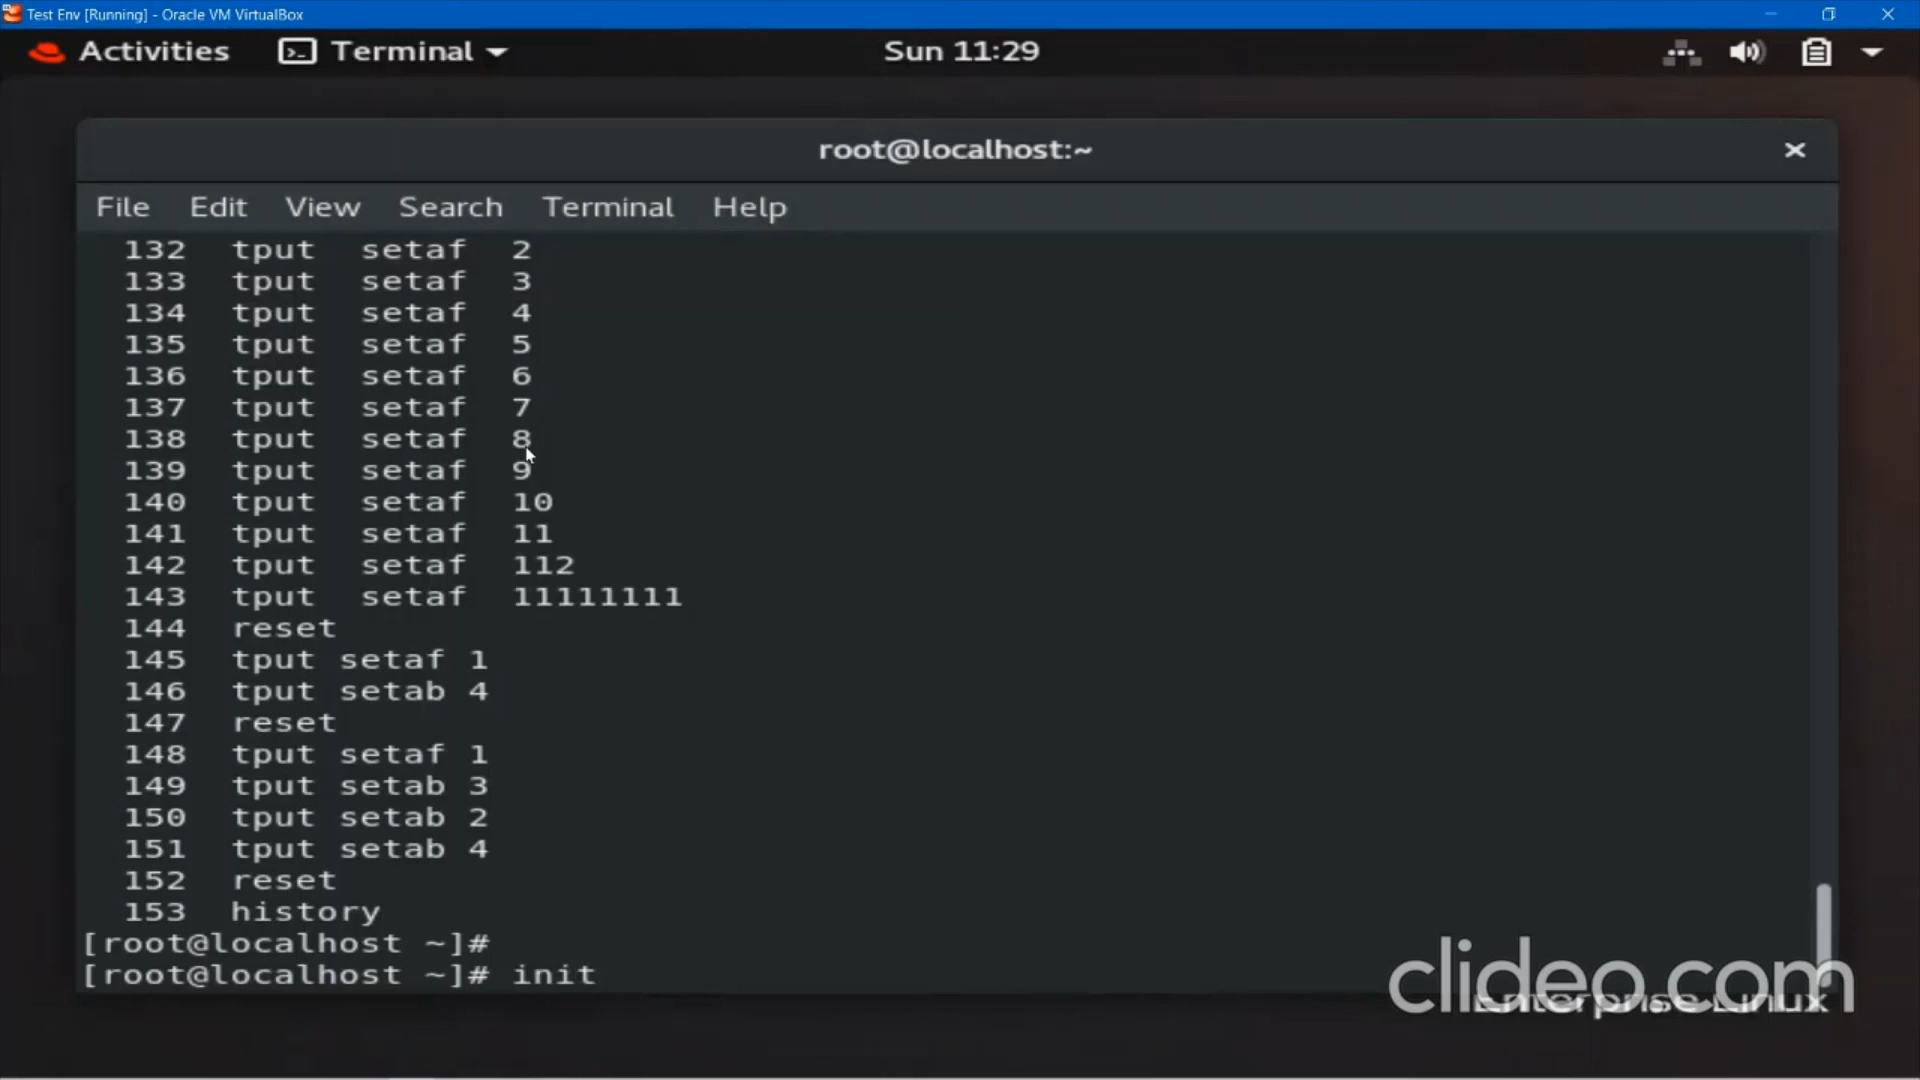 Test Env [Running] - Oracle VM VirtualBox
Activities Terminal Sun 11:29
root@localhost:~
File Edit View Search Terminal Help
132 tput setaf 2
133 tput setaf 3
134 tput setaf 4
135 tput setaf 5
136 tput setaf 6
137 tput setaf 7
138 tput setaf 8
139 tput setaf 9
140 tput setaf 10
141 tput setaf 11
142 tput setaf 112
143 tput setaf 11111111
144 reset
145 tput setaf 1
146 tput setab 4
147 reset
148 tput setaf 1
149 tput setab 3
150 tput setab 2
151 tput setab 4
152 reset
153 history
[root@localhost ~]#
[root@localhost ~]# init
clideo.com
Enterprise Linux